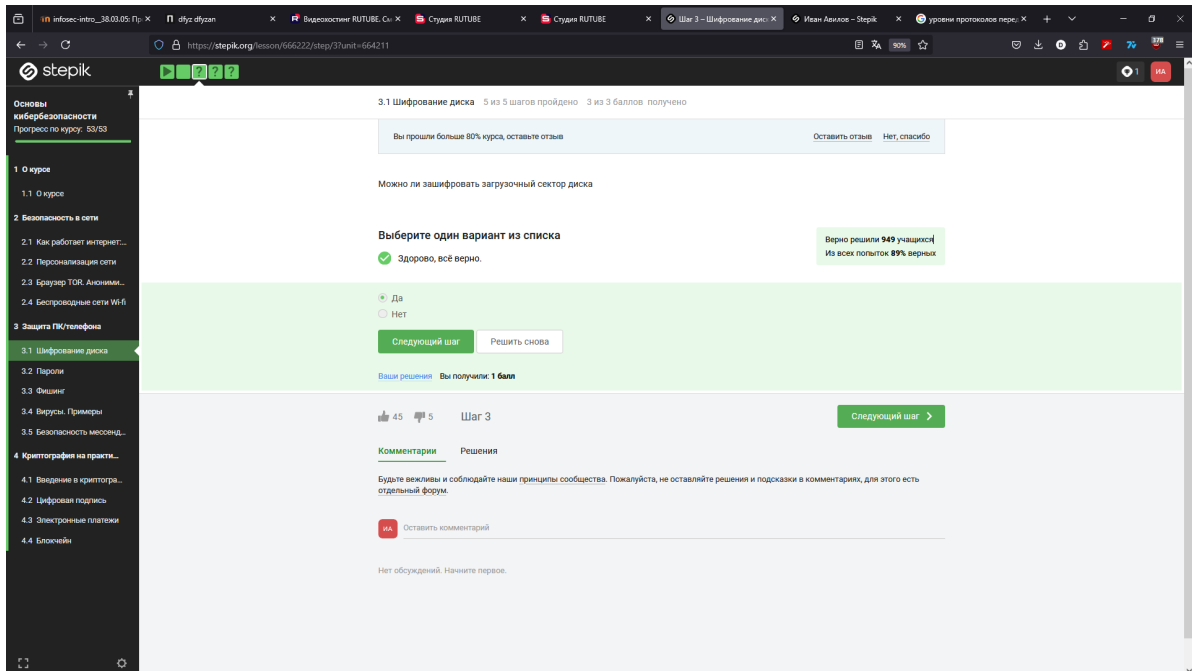 infosec-intro__38.03.05: Пр
dfyz dfyzan
Видеохостинг RUTUBE. См
Студия RUTUBE
Студия RUTUBE
Шаг 3 – Шифрование диск
Иван Авилов – Stepik
уровни протоколов перед
https://stepik.org/lesson/666222/step/3?unit=664211
90%
378
stepik
1
ИА
Основы
кибербезопасности
Прогресс по курсу: 53/53
1 О курсе
1.1 О курсе
2 Безопасность в сети
2.1 Как работает интернет:...
2.2 Персонализация сети
2.3 Браузер TOR. Аноними...
2.4 Беспроводные сети Wi-fi
3 Защита ПК/телефона
3.1 Шифрование диска
3.2 Пароли
3.3 Фишинг
3.4 Вирусы. Примеры
3.5 Безопасность мессенд...
4 Криптография на практи...
4.1 Введение в криптогра...
4.2 Цифровая подпись
4.3 Электронные платежи
4.4 Блокчейн
3.1 Шифрование диска 5 из 5 шагов пройдено 3 из 3 баллов получено
Вы прошли больше 80% курса, оставьте отзыв
Оставить отзыв Нет, спасибо
Можно ли зашифровать загрузочный сектор диска
Выберите один вариант из списка
Здорово, всё верно.
Верно решили 949 учащихся
Из всех попыток 89% верных
Да
Нет
Следующий шаг
Решить снова
Ваши решения Вы получили: 1 балл
45 5 Шаг 3
Следующий шаг
Комментарии Решения
Будьте вежливы и соблюдайте наши принципы сообщества. Пожалуйста, не оставляйте решения и подсказки в комментариях, для этого есть
отдельный форум.
ИА
Оставить комментарий
Нет обсуждений. Начните первое.